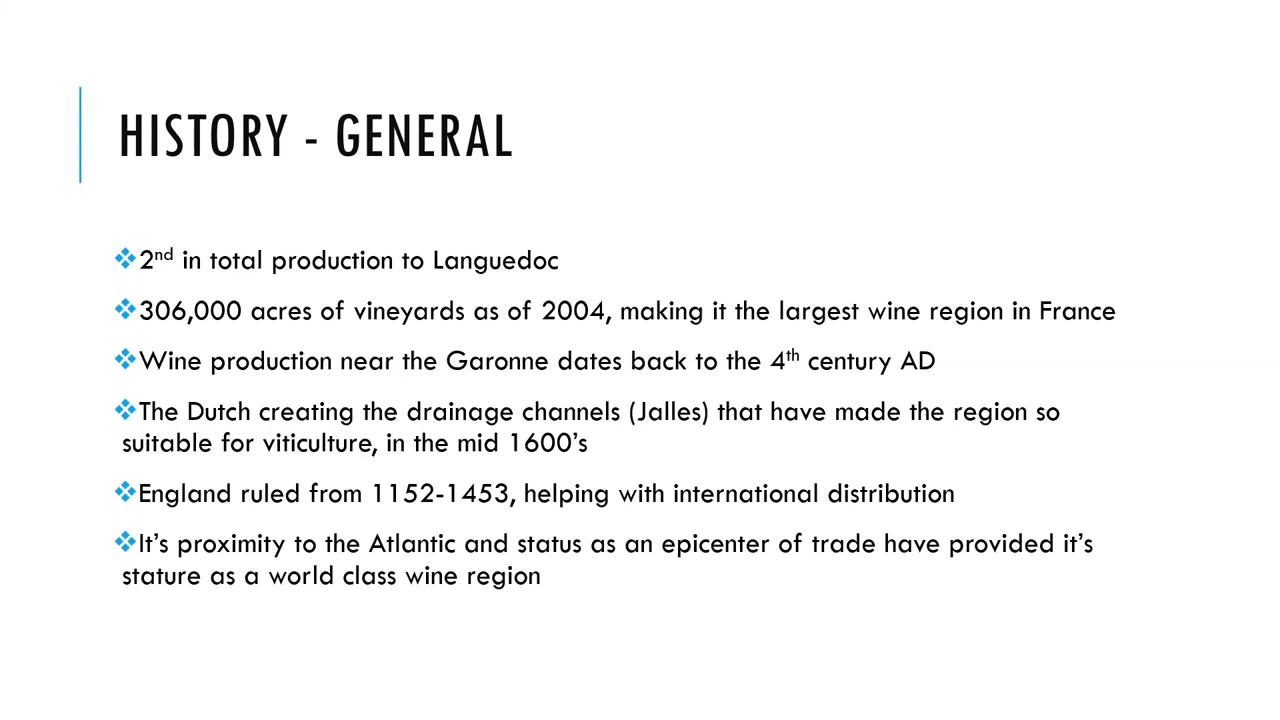 HISTORY - GENERAL
❖2nd in total production to Languedoc
❖306,000 acres of vineyards as of 2004, making it the largest wine region in France
❖Wine production near the Garonne dates back to the 4th century AD
❖The Dutch creating the drainage channels (Jalles) that have made the region so
suitable for viticulture, in the mid 1600’s
❖England ruled from 1152-1453, helping with international distribution
❖It’s proximity to the Atlantic and status as an epicenter of trade have provided it’s
stature as a world class wine region